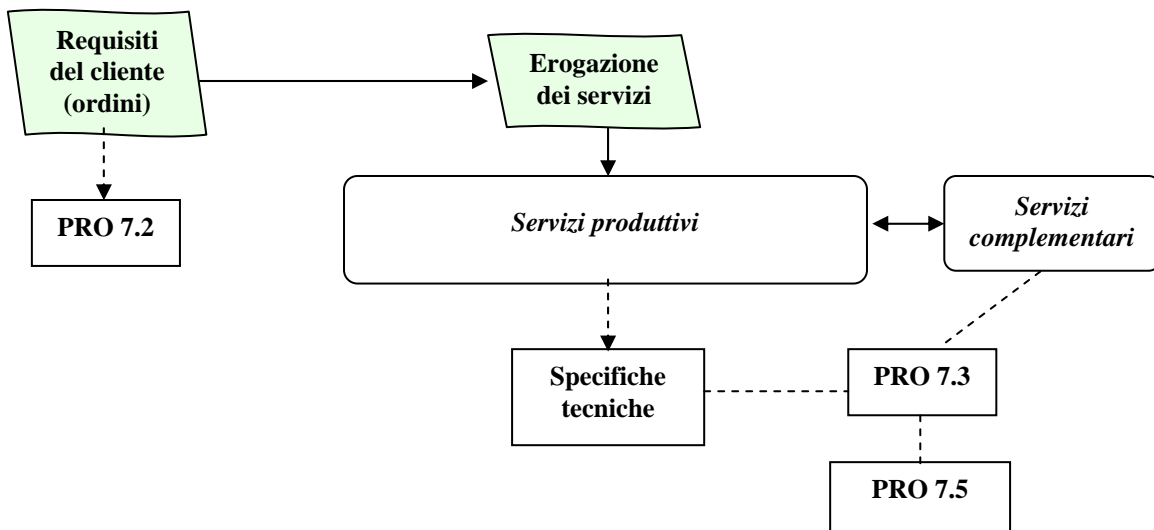 Requisiti
del cliente
(ordini)
Erogazione
dei servizi
PRO 7.2
Servizi produttivi
Servizi
complementari
Specifiche
tecniche
PRO 7.3
PRO 7.5